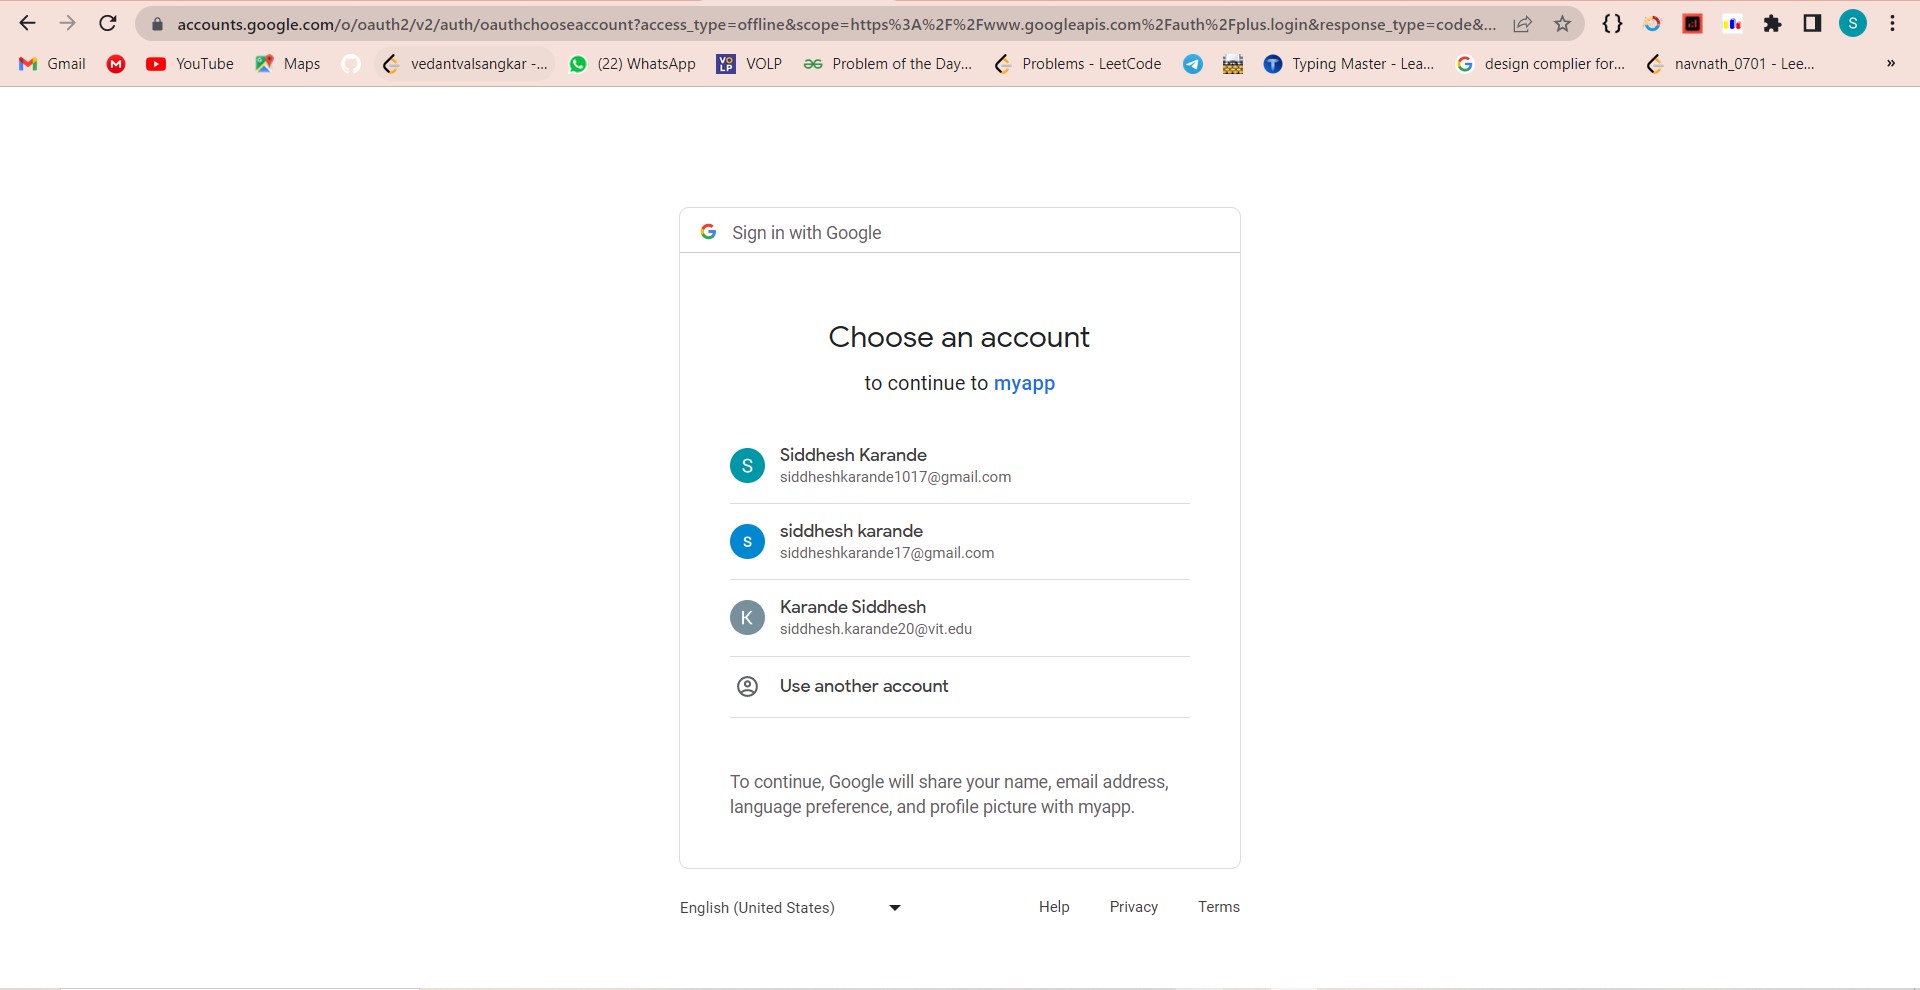 accounts.google.com/o/oauth2/v2/auth/oauthchooseaccount?access_type=offline&scope=https%3A%2F%2Fwww.googleapis.com%2Fauth%2Fplus.login&response_type=code&...
S
Gmail
YouTube
Maps
vedantvalsangkar -...
(22) WhatsApp
VO
LP
VOLP
Problem of the Day...
Problems - LeetCode
Typing Master - Lea...
design complier for...
navnath_0701 - Lee...
»
Sign in with Google
Choose an account
to continue to myapp
S
Siddhesh Karande
siddheshkarande1017@gmail.com
s
siddhesh karande
siddheshkarande17@gmail.com
K
Karande Siddhesh
siddhesh.karande20@vit.edu
Use another account
To continue, Google will share your name, email address,
language preference, and profile picture with myapp.
English (United States)
Help
Privacy
Terms